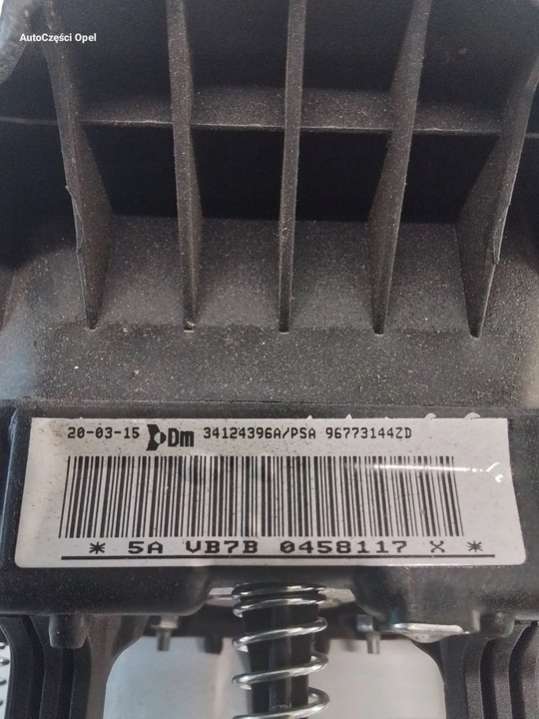 AutoCzęści Opel
20-03-15 Dm 34124396A/PSA 96773144ZD
* 5A VB7B 0458117 X *